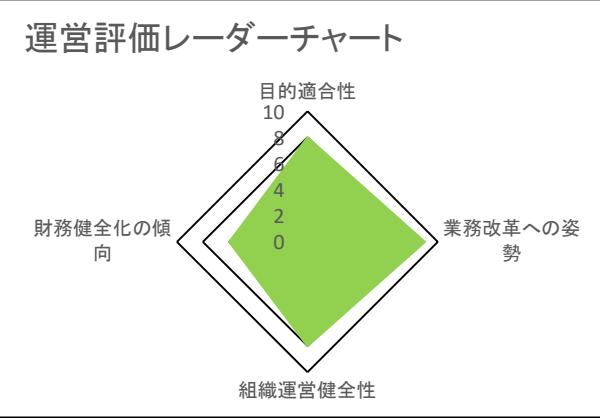 運営評価レーダーチャート
目的適合性
10
8
6
4
2
0
財務健全化の傾
向
業務改革への姿
勢
組織運営健全性